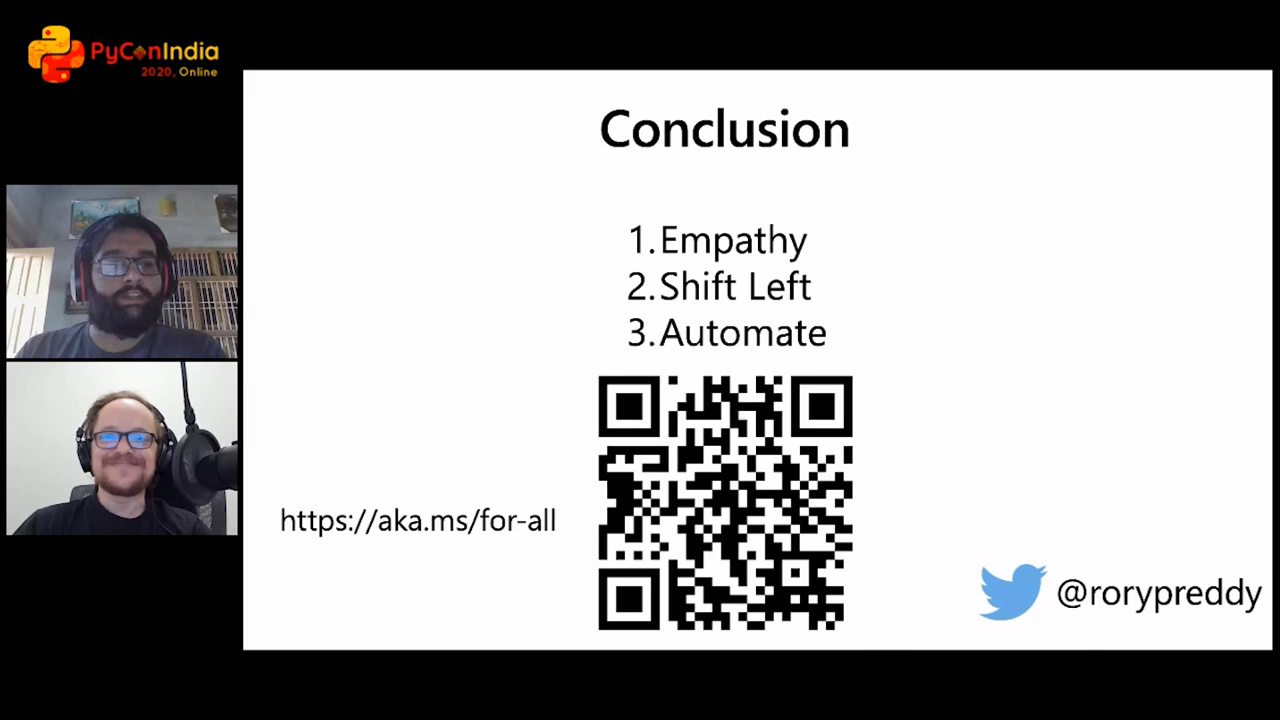 PyConIndia
2020, Online
Conclusion
1. Empathy
2. Shift Left
3. Automate
https://aka.ms/for-all
@rorypreddy